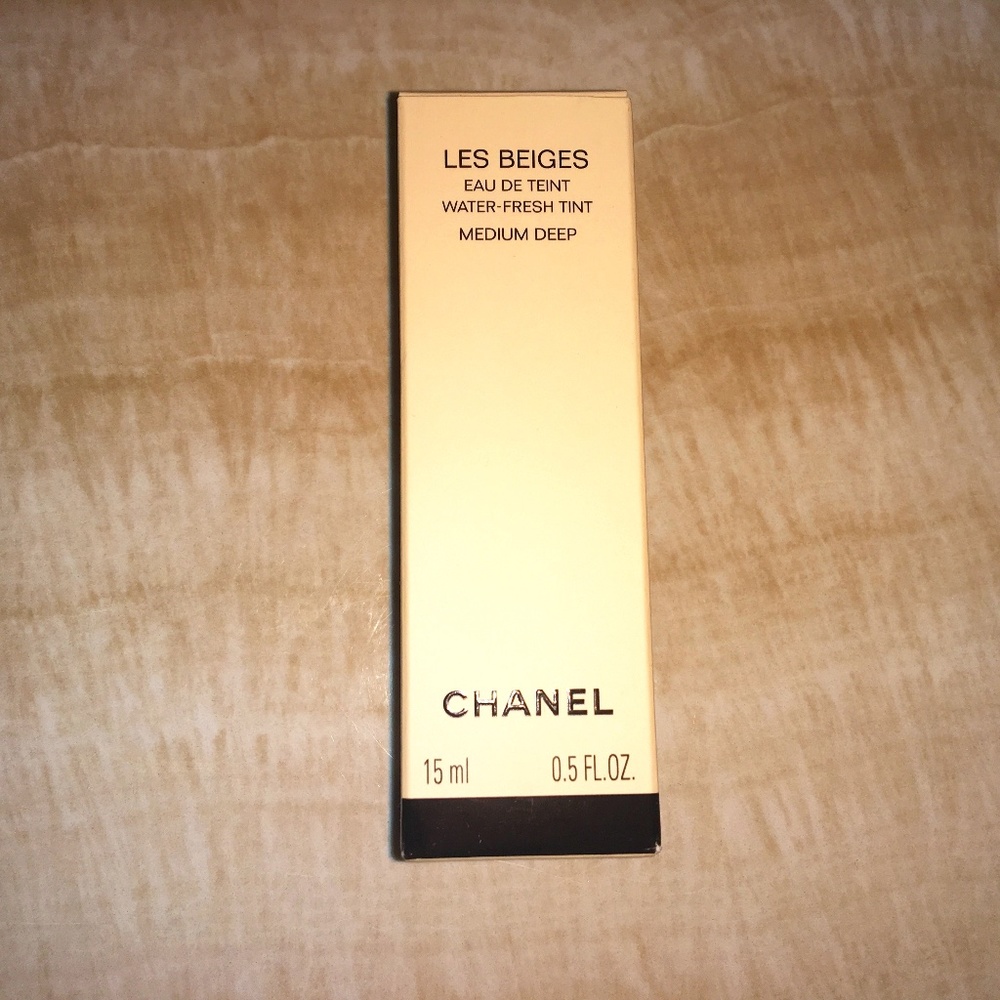 LES BEIGES
EAU DE TEINT
WATER-FRESH TINT
MEDIUM DEEP
CHANEL
15 ml 0.5 FL.OZ.